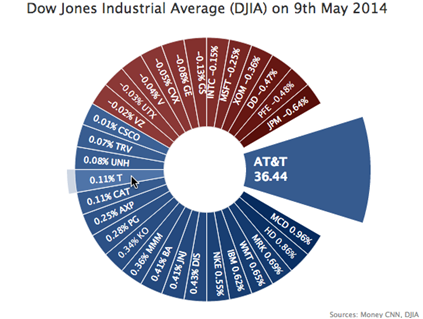 Dow Jones Industrial Average (DJIA) on 9th May 2014
-0.02% VZ
-0.03% UTX
-0.04% V
-0.05% CVX
-0.08% GE
-0.13% GS
INTC -0.15%
MSFT -0.25%
XOM -0.36%
DD -0.47%
PFE -0.48%
JPM -0.64%
AT&T
36.44
0.01% CSCO
0.07% TRV
0.08% UNH
0.11% T
0.11% CAT
0.25% AXP
0.28% PG
0.34% KO
0.36% MMM
0.41% BA
0.41% JNJ
0.43% DIS
NKE 0.55%
IBM 0.62%
WMT 0.65%
MRK 0.69%
HD 0.86%
MCD 0.96%
Sources: Money CNN, DJIA